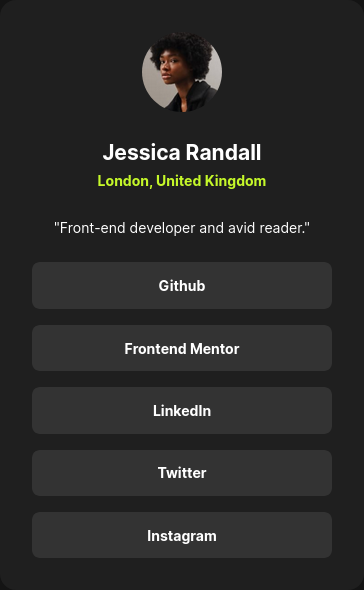 Jessica Randall
London, United Kingdom
"Front-end developer and avid reader."
Github
Frontend Mentor
LinkedIn
Twitter
Instagram